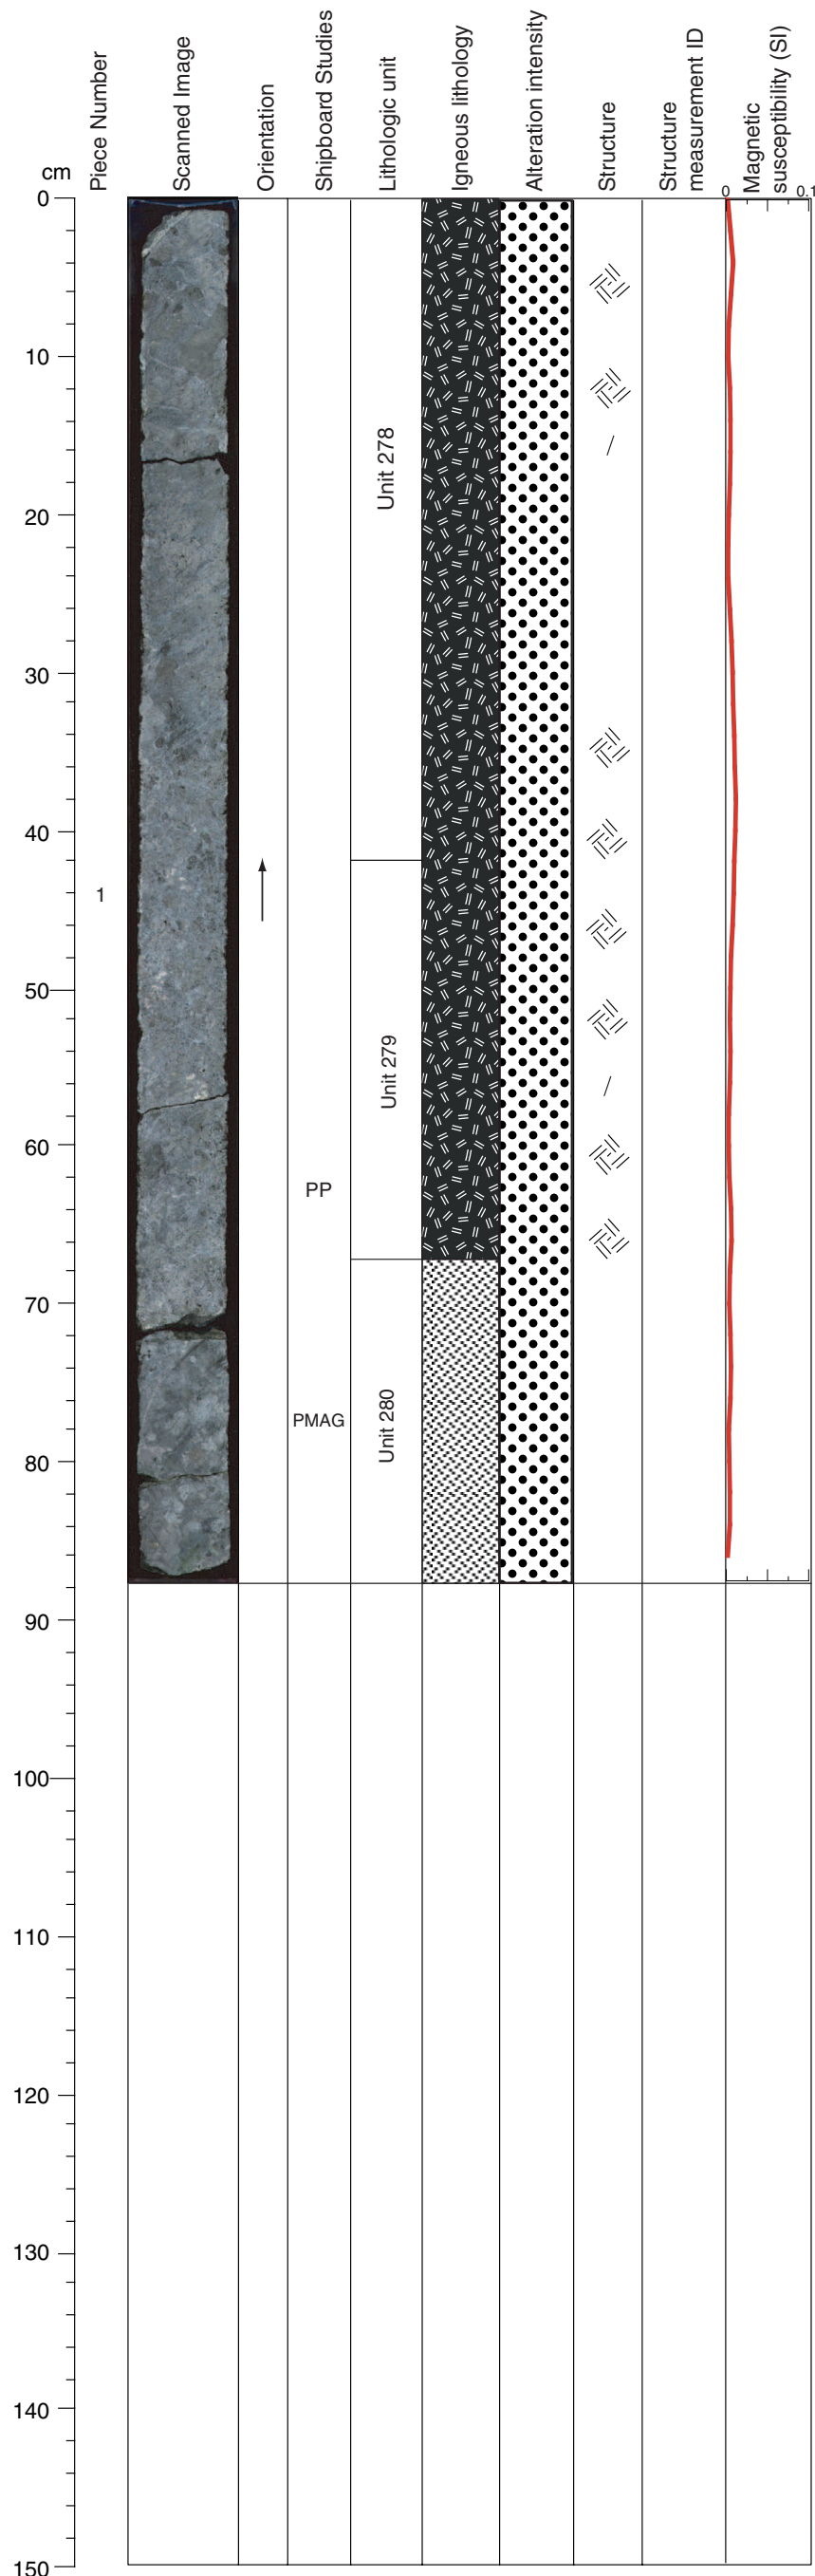 cm
Piece Number
Scanned Image
Orientation
Shipboard Studies
Lithologic unit
Igneous lithology
Alteration intensity
Structure
Structure
measurement ID
Magnetic
susceptibility (SI)
0
0.1
0
10
Unit 278
20
30
40
1
50
Unit 279
60
PP
70
PMAG
Unit 280
80
90
100
110
120
130
140
150